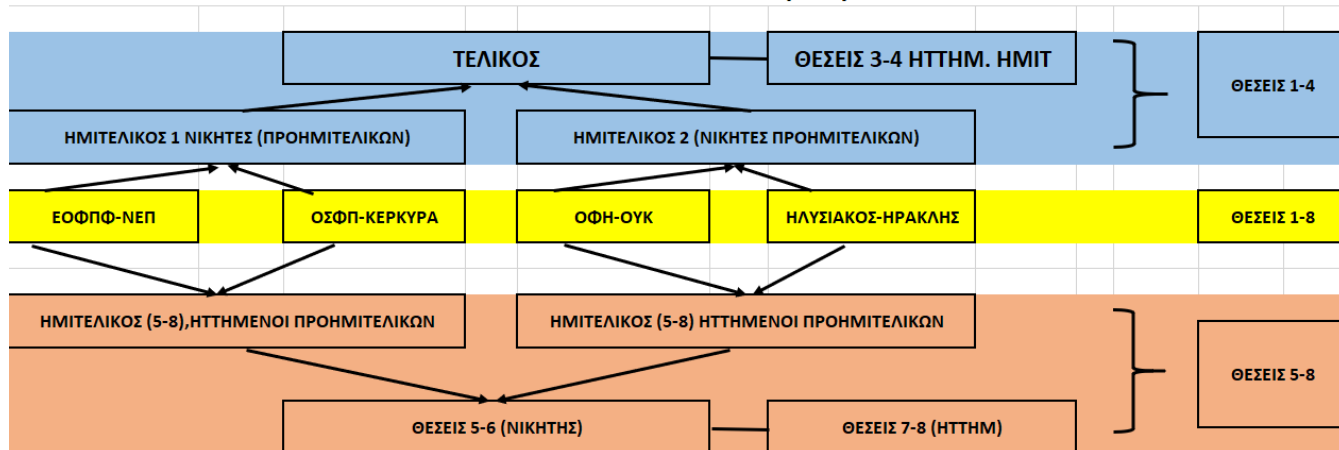 ΤΕΛΙΚΟΣ
ΘΕΣΕΙΣ 3-4 ΗΤΤΗΜ. ΗΜΙΤ
ΘΕΣΕΙΣ 1-4
ΗΜΙΤΕΛΙΚΟΣ 1 ΝΙΚΗΤΕΣ (ΠΡΟΗΜΙΤΕΛΙΚΩΝ)
ΗΜΙΤΕΛΙΚΟΣ 2 (ΝΙΚΗΤΕΣ ΠΡΟΗΜΙΤΕΛΙΚΩΝ)
ΕΟΦΠΦ-ΝΕΠ
ΟΣΦΠ-ΚΕΡΚΥΡΑ
ΟΦΗ-ΟΥΚ
ΗΛΥΣΙΑΚΟΣ-ΗΡΑΚΛΗΣ
ΘΕΣΕΙΣ 1-8
ΗΜΙΤΕΛΙΚΟΣ (5-8),ΗΤΤΗΜΕΝΟΙ ΠΡΟΗΜΙΤΕΛΙΚΩΝ
ΗΜΙΤΕΛΙΚΟΣ (5-8) ΗΤΤΗΜΕΝΟΙ ΠΡΟΗΜΙΤΕΛΙΚΩΝ
ΘΕΣΕΙΣ 5-8
ΘΕΣΕΙΣ 5-6 (ΝΙΚΗΤΗΣ)
ΘΕΣΕΙΣ 7-8 (ΗΤΤΗΜ)